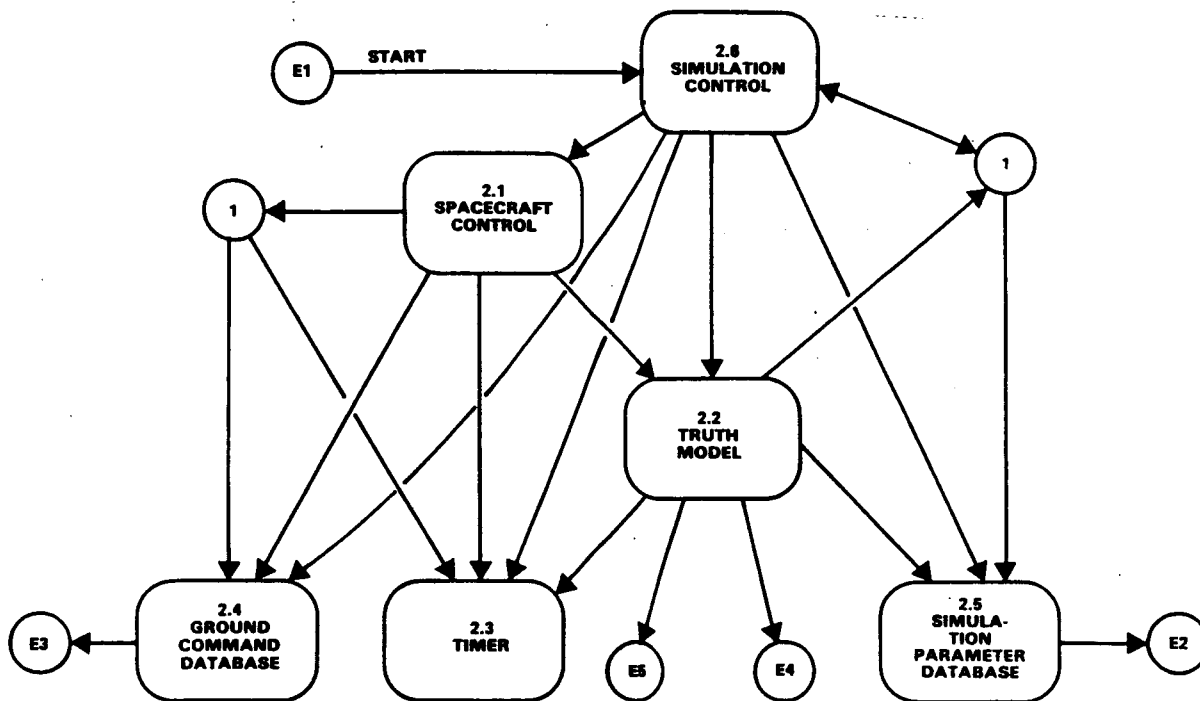 E1
START
2.6
SIMULATION
CONTROL
1
2.1
SPACECRAFT
CONTROL
1
2.2
TRUTH
MODEL
2.4
GROUND
COMMAND
DATABASE
2.3
TIMER
2.5
SIMULA-
TION
PARAMETER
DATABASE
E3
E5
E4
E2